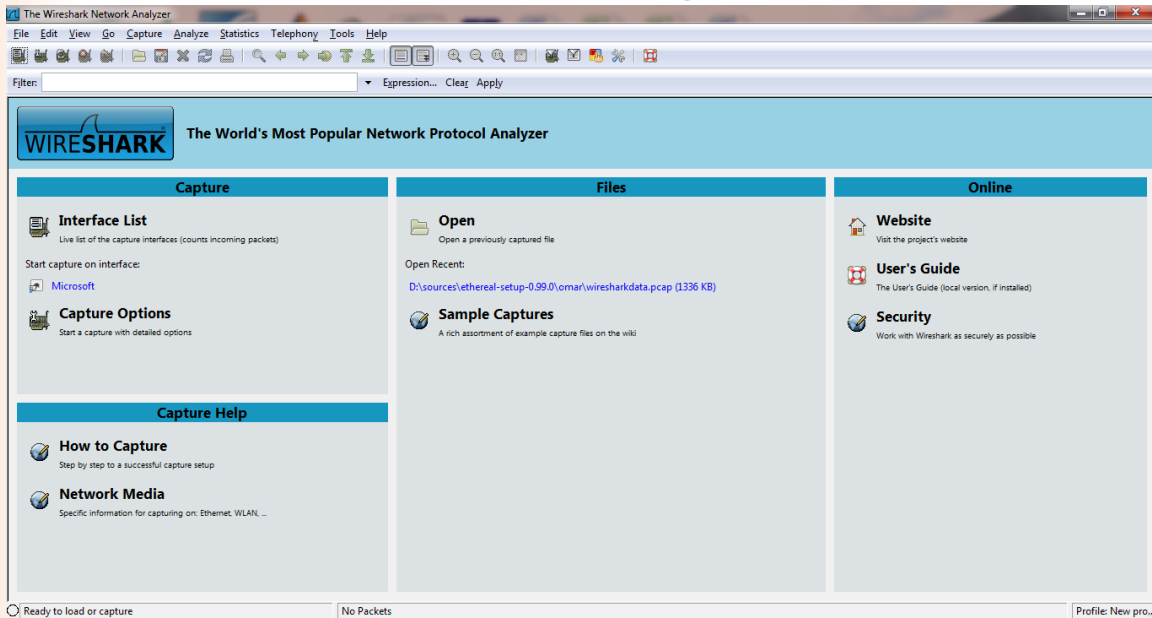 The Wireshark Network Analyzer
File Edit View Go Capture Analyze Statistics Telephony Tools Help
Filter: Expression... Clear Apply
WIRESHARK The World's Most Popular Network Protocol Analyzer
Capture
Interface List
Live list of the capture interfaces (counts incoming packets)
Start capture on interface:
Microsoft
Capture Options
Start a capture with detailed options
Capture Help
How to Capture
Step by step to a successful capture setup
Network Media
Specific information for capturing on: Ethernet, WLAN, ...
Files
Open
Open a previously captured file
Open Recent:
D:\sources\ethereal-setup-0.99.0\omar\wiresharkdata.pcap (1336 KB)
Sample Captures
A rich assortment of example capture files on the wiki
Online
Website
Visit the project's website
User's Guide
The User's Guide (local version, if installed)
Security
Work with Wireshark as securely as possible
Ready to load or capture No Packets Profile: New pro...